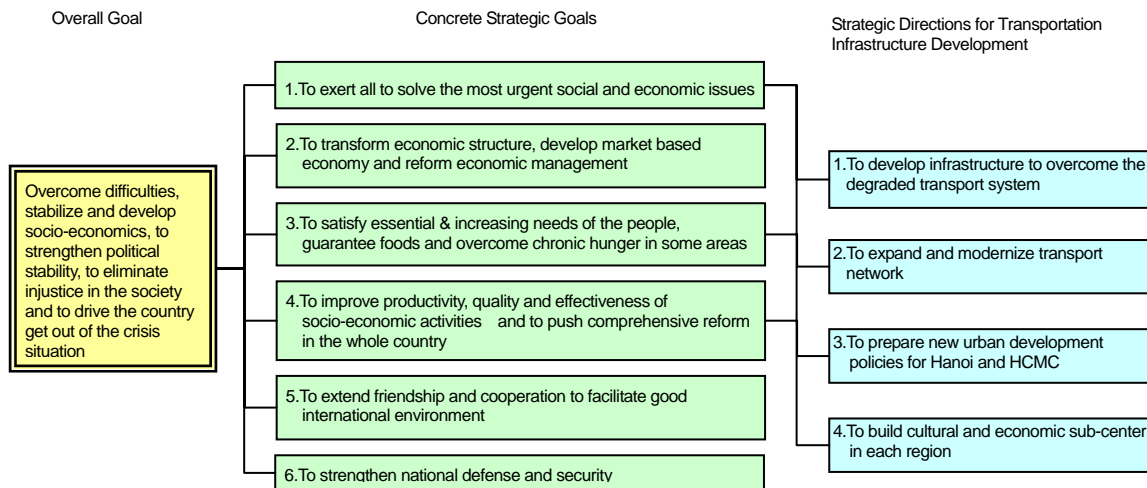 Overall Goal
Concrete Strategic Goals
Strategic Directions for Transportation
Infrastructure Development
Overcome difficulties,
stabilize and develop
socio-economics, to
strengthen political
stability, to eliminate
injustice in the society
and to drive the country
get out of the crisis
situation
1.To exert all to solve the most urgent social and economic issues
2.To transform economic structure, develop market based
economy and reform economic management
3.To satisfy essential & increasing needs of the people,
guarantee foods and overcome chronic hunger in some areas
4.To improve productivity, quality and effectiveness of
socio-economic activities and to push comprehensive reform
in the whole country
5.To extend friendship and cooperation to facilitate good
international environment
6.To strengthen national defense and security
1.To develop infrastructure to overcome the
degraded transport system
2.To expand and modernize transport
network
3.To prepare new urban development
policies for Hanoi and HCMC
4.To build cultural and economic sub-center
in each region